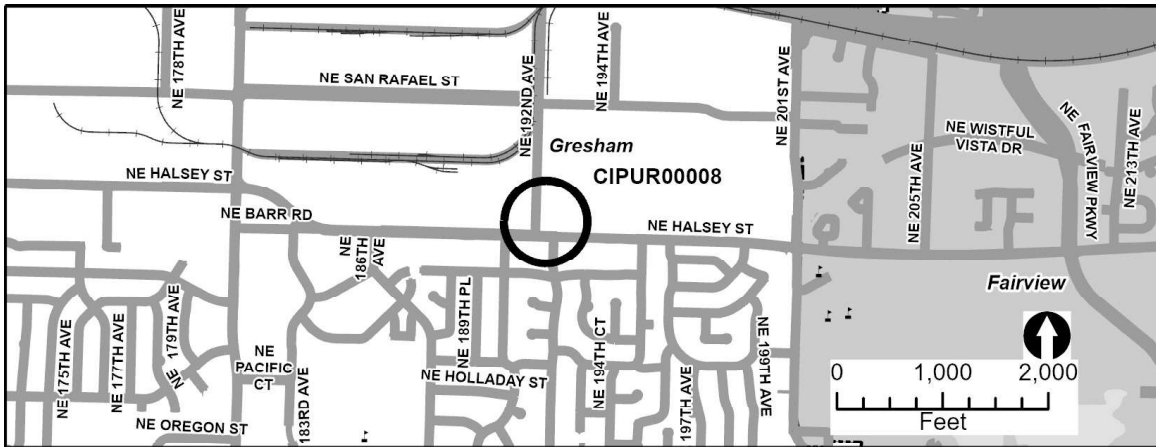 NE 178TH AVE
NE SAN RAFAEL ST
NE 192ND AVE
NE 194TH AVE
NE 201ST AVE
NE WISTFUL
VISTA DR
NE FAIRVIEW PKWY
NE 213TH AVE
NE 205TH AVE
Gresham
CIPUR00008
NE HALSEY ST
NE BARR RD
NE
186TH
AVE
NE HALSEY ST
Fairview
NE 175TH AVE
NE 177TH AVE
NE 179TH AVE
NE
PACIFIC
CT
183RD AVE
NE 189TH PL
NE HOLLADAY ST
NE 194TH CT
197TH AVE
NE 199TH AVE
NE OREGON ST
0 1,000 2,000
Feet